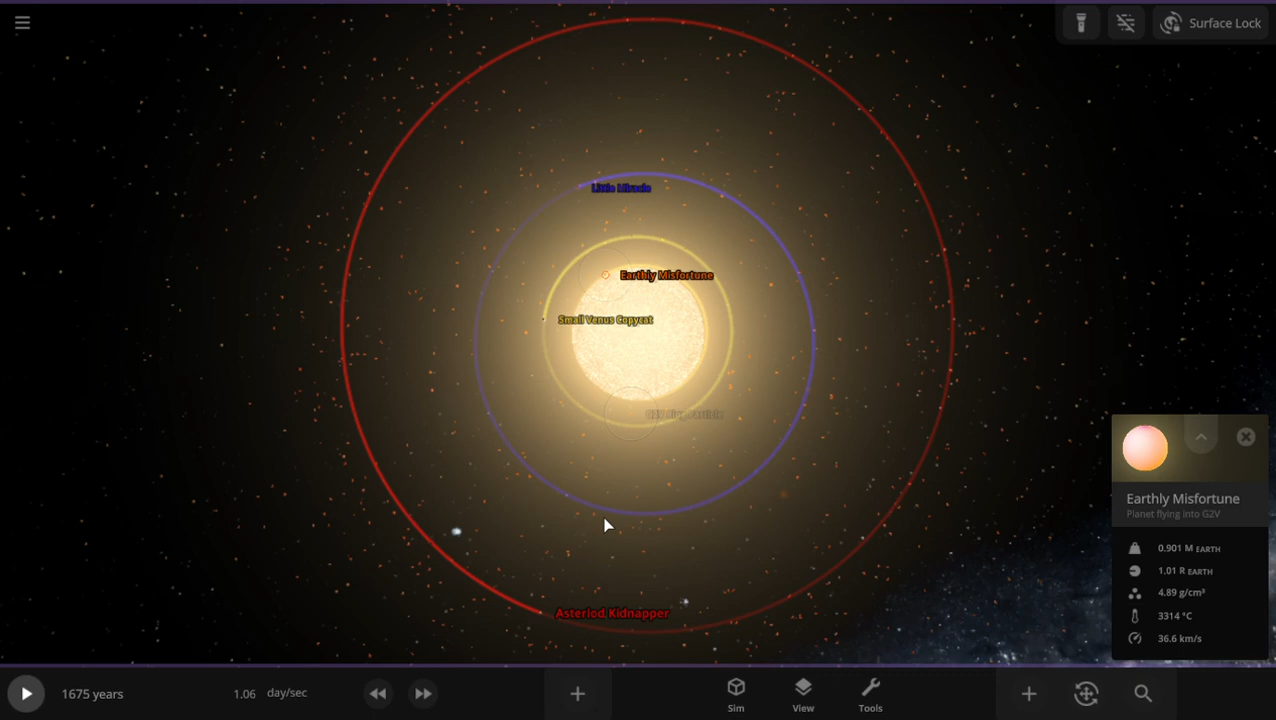 Surface Lock
Little Miracle
Earthly Misfortune
Small Venus Copycat
Asteriod Kidnapper
Earthly Misfortune
Planet flying into G2V
0.901 M EARTH
1.01 R EARTH
4.89 g/cm³
3314 °C
36.6 km/s
1675 years
1.06 day/sec
Sim
View
Tools